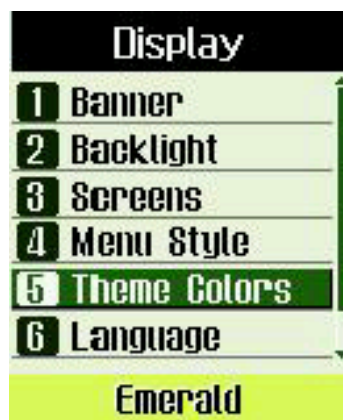 Display
1 Banner
2 Backlight
3 Screens
4 Menu Style
5 Theme Colors
6 Language
Emerald